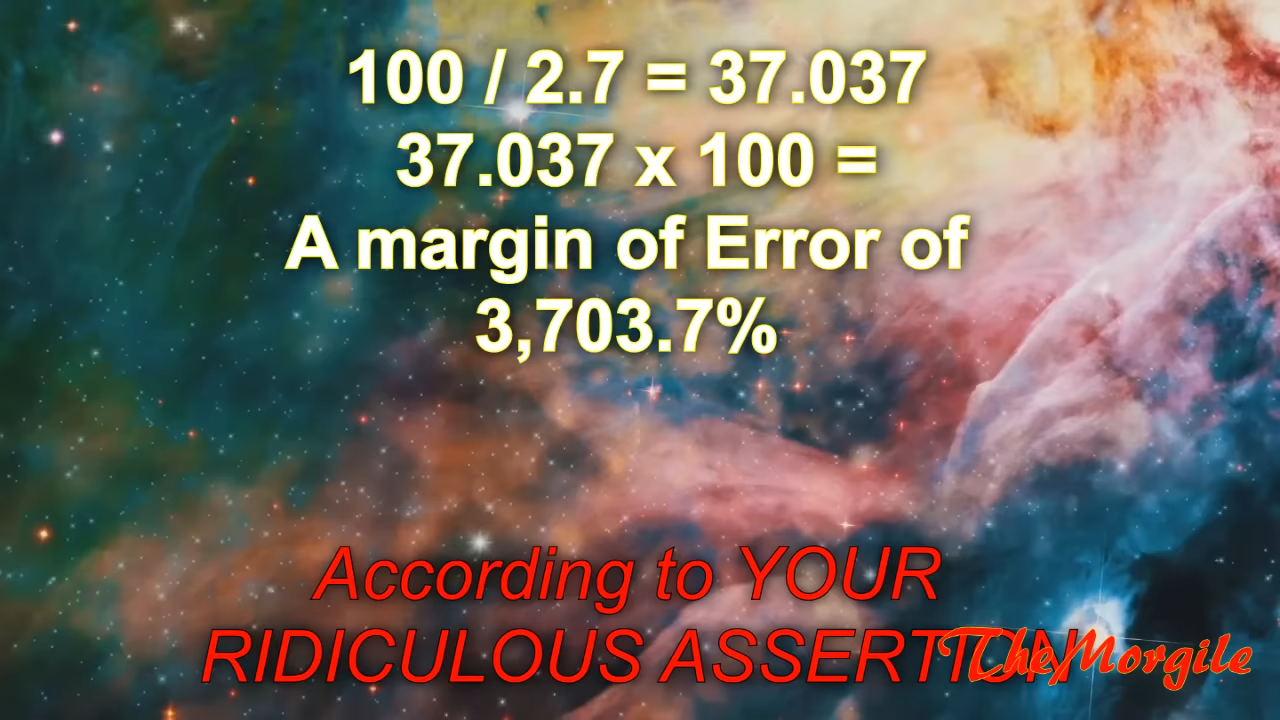 100 / 2.7 = 37.037
37.037 x 100 =
A margin of Error of
3,703.7%
According to YOUR
RIDICULOUS ASSERTION
TheMorgile